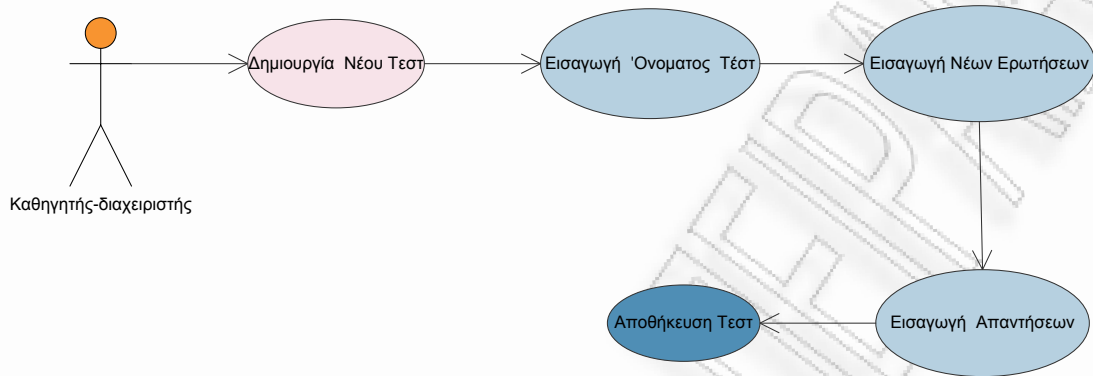 Δημιουργία Νέου Τεστ
Εισαγωγή 'Ονοματος Τέστ
Εισαγωγή Νέων Ερωτήσεων
Καθηγητής-διαχειριστής
Αποθήκευση Τεστ
Εισαγωγή Απαντήσεων